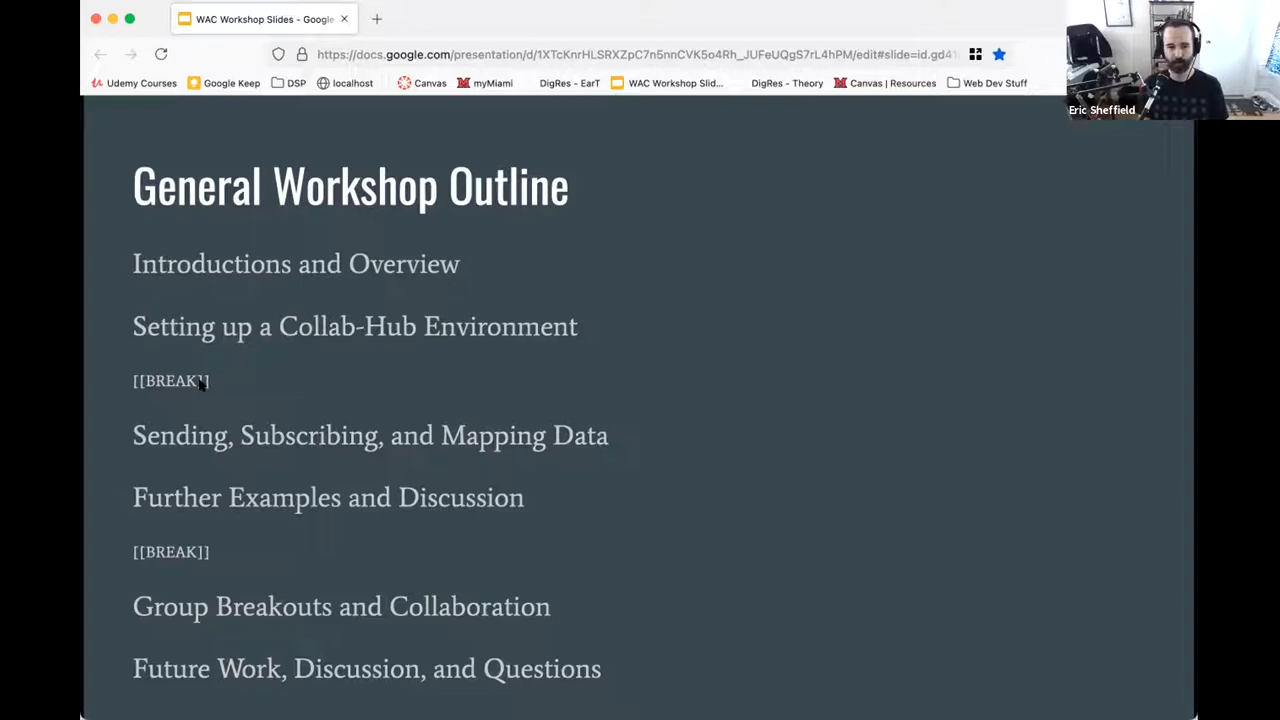 WAC Workshop Slides - Google
https://docs.google.com/presentation/d/1XTcKnrHLSRXZpC7n5nnCVK5o4Rh_JUFeUQgS7rL4hPM/edit#slide=id.gd41
Udemy Courses Google Keep DSP localhost Canvas myMiami DigRes - EarT WAC Workshop Slid... DigRes - Theory Canvas | Resources Web Dev Stuff
Eric Sheffield
General Workshop Outline
Introductions and Overview
Setting up a Collab-Hub Environment
[[BREAK]]
Sending, Subscribing, and Mapping Data
Further Examples and Discussion
[[BREAK]]
Group Breakouts and Collaboration
Future Work, Discussion, and Questions